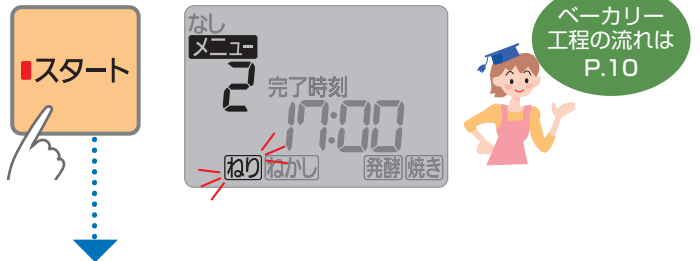 スタート
なし
メニュー
2
完了時刻
17:00
ねり ねかし 発酵 焼き
ベーカリー
工程の流れは
P.10